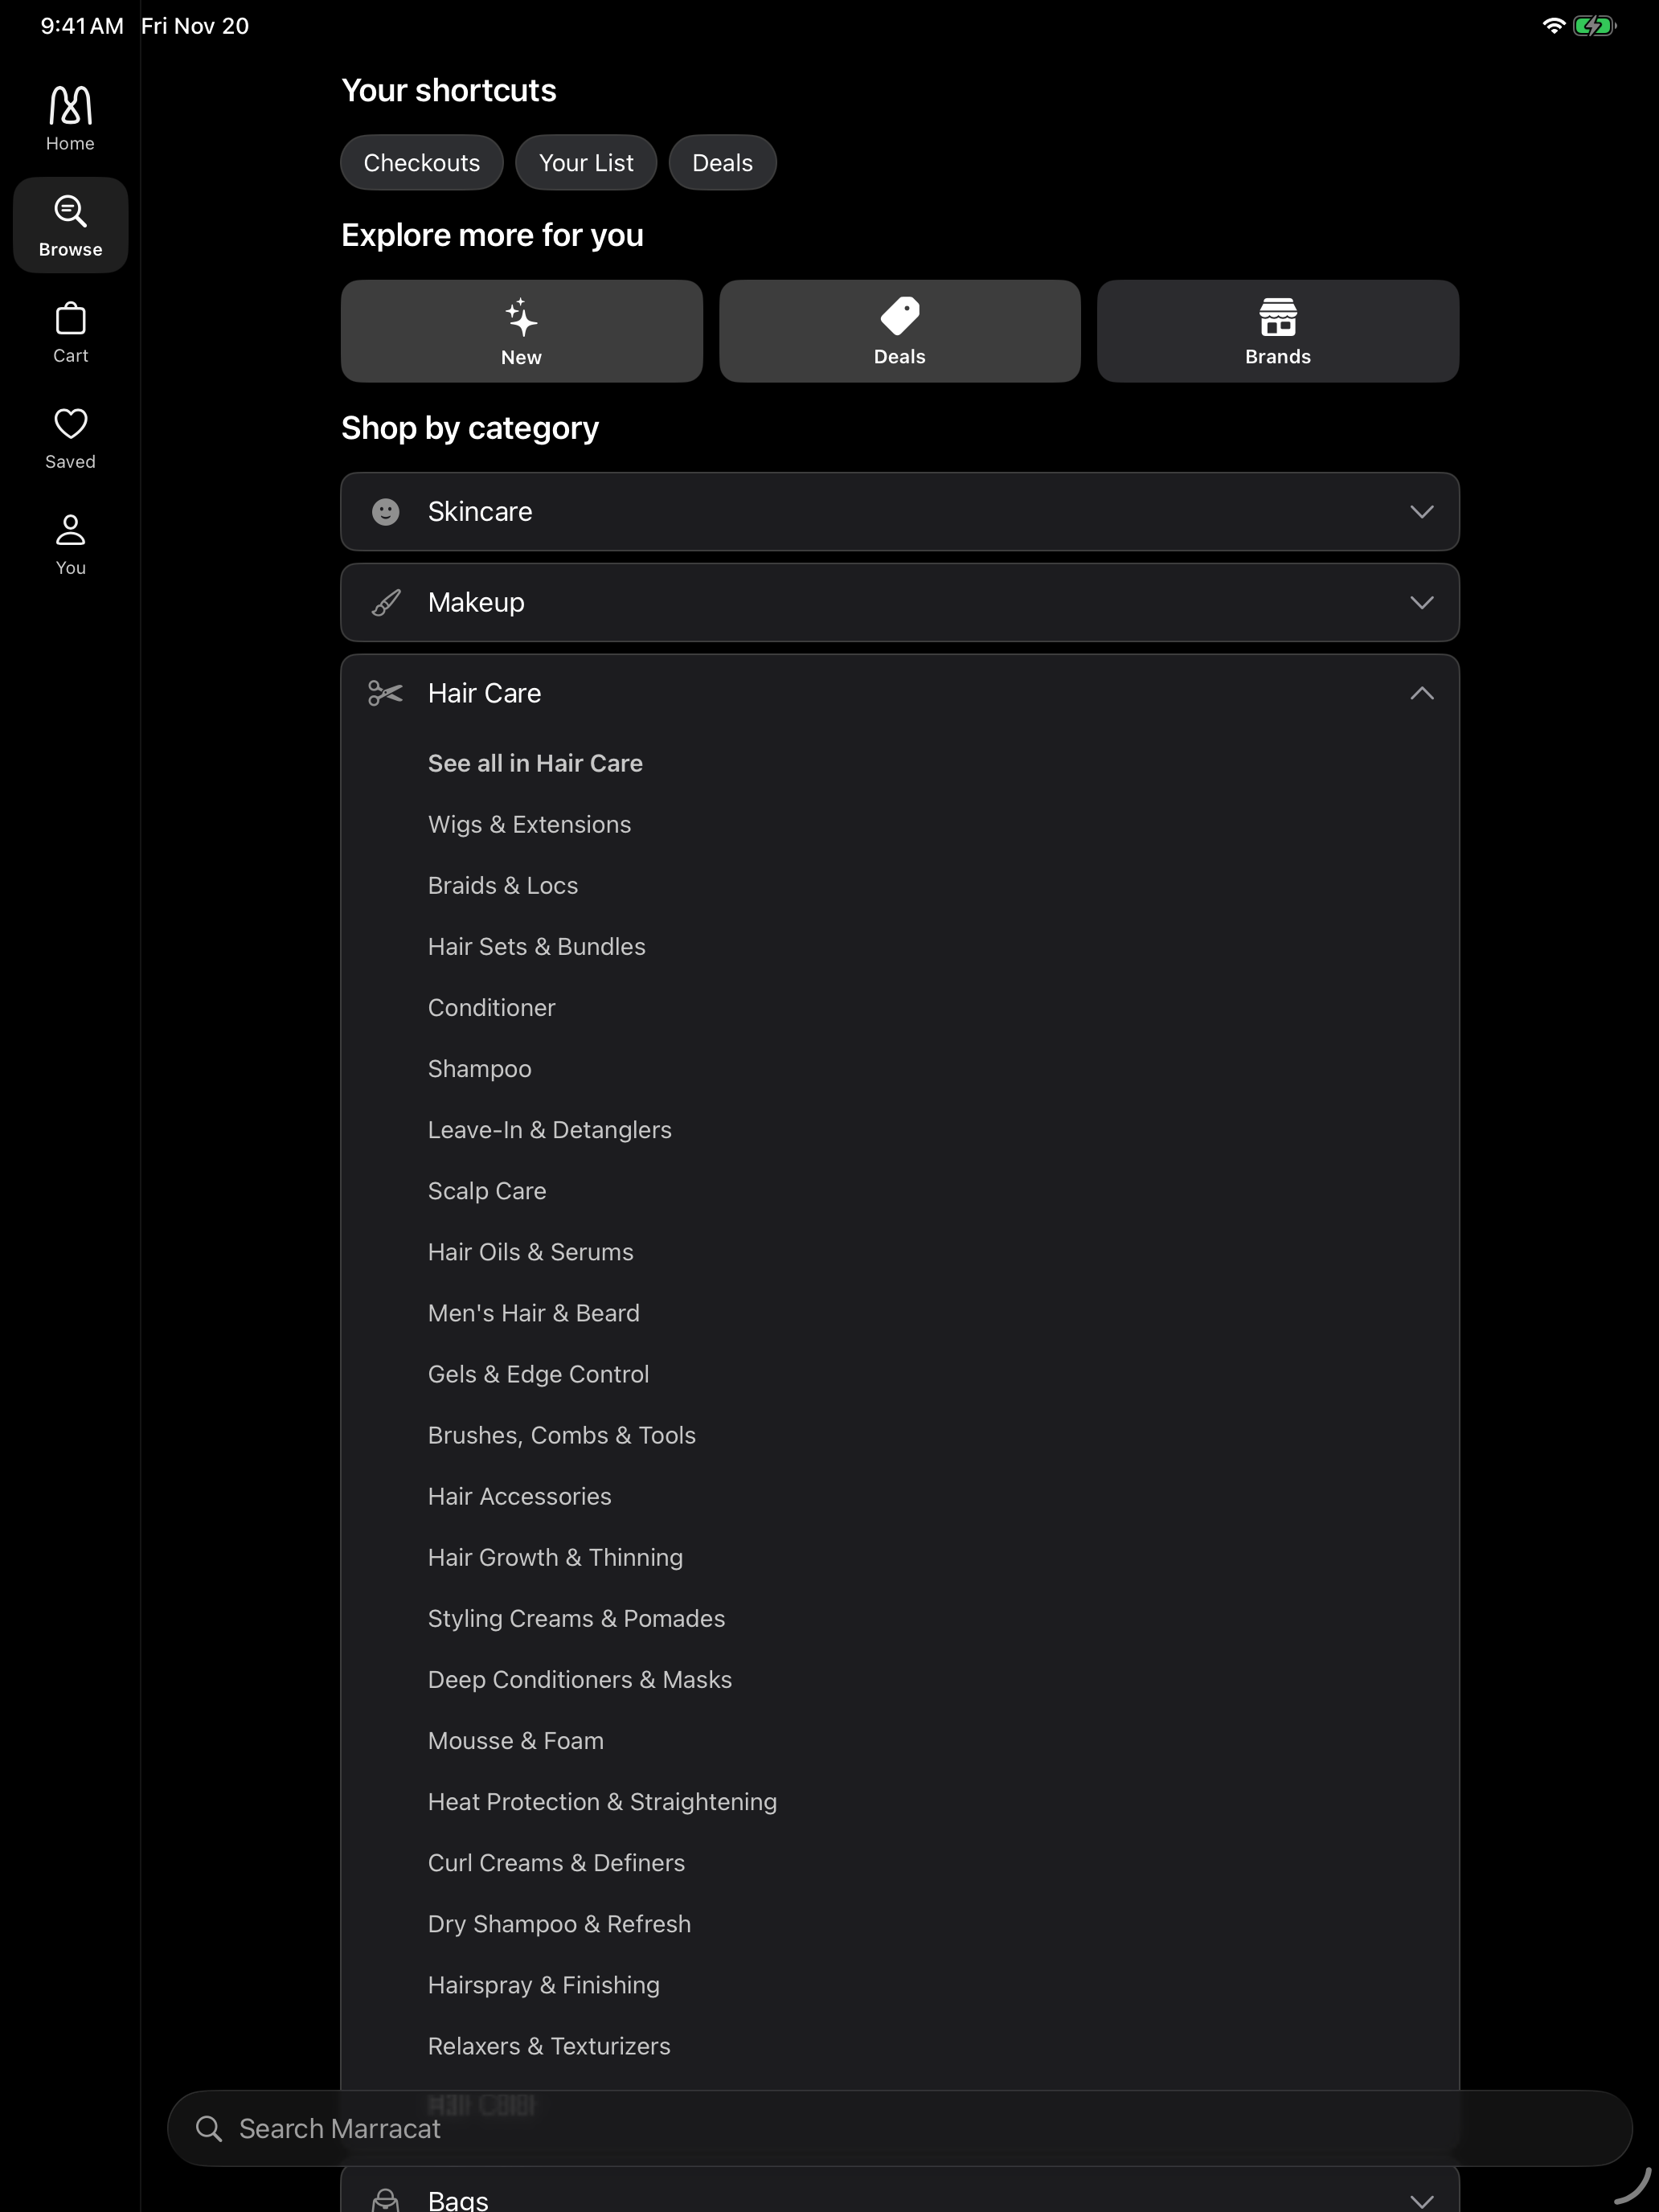 9:41 AM Fri Nov 20
Home
Browse
Cart
Saved
You
Your shortcuts
Checkouts Your List Deals
Explore more for you
New Deals Brands
Shop by category
Skincare
Makeup
Hair Care
See all in Hair Care
Wigs & Extensions
Braids & Locs
Hair Sets & Bundles
Conditioner
Shampoo
Leave-In & Detanglers
Scalp Care
Hair Oils & Serums
Men's Hair & Beard
Gels & Edge Control
Brushes, Combs & Tools
Hair Accessories
Hair Growth & Thinning
Styling Creams & Pomades
Deep Conditioners & Masks
Mousse & Foam
Heat Protection & Straightening
Curl Creams & Definers
Dry Shampoo & Refresh
Hairspray & Finishing
Relaxers & Texturizers
Search Marracat
Bags